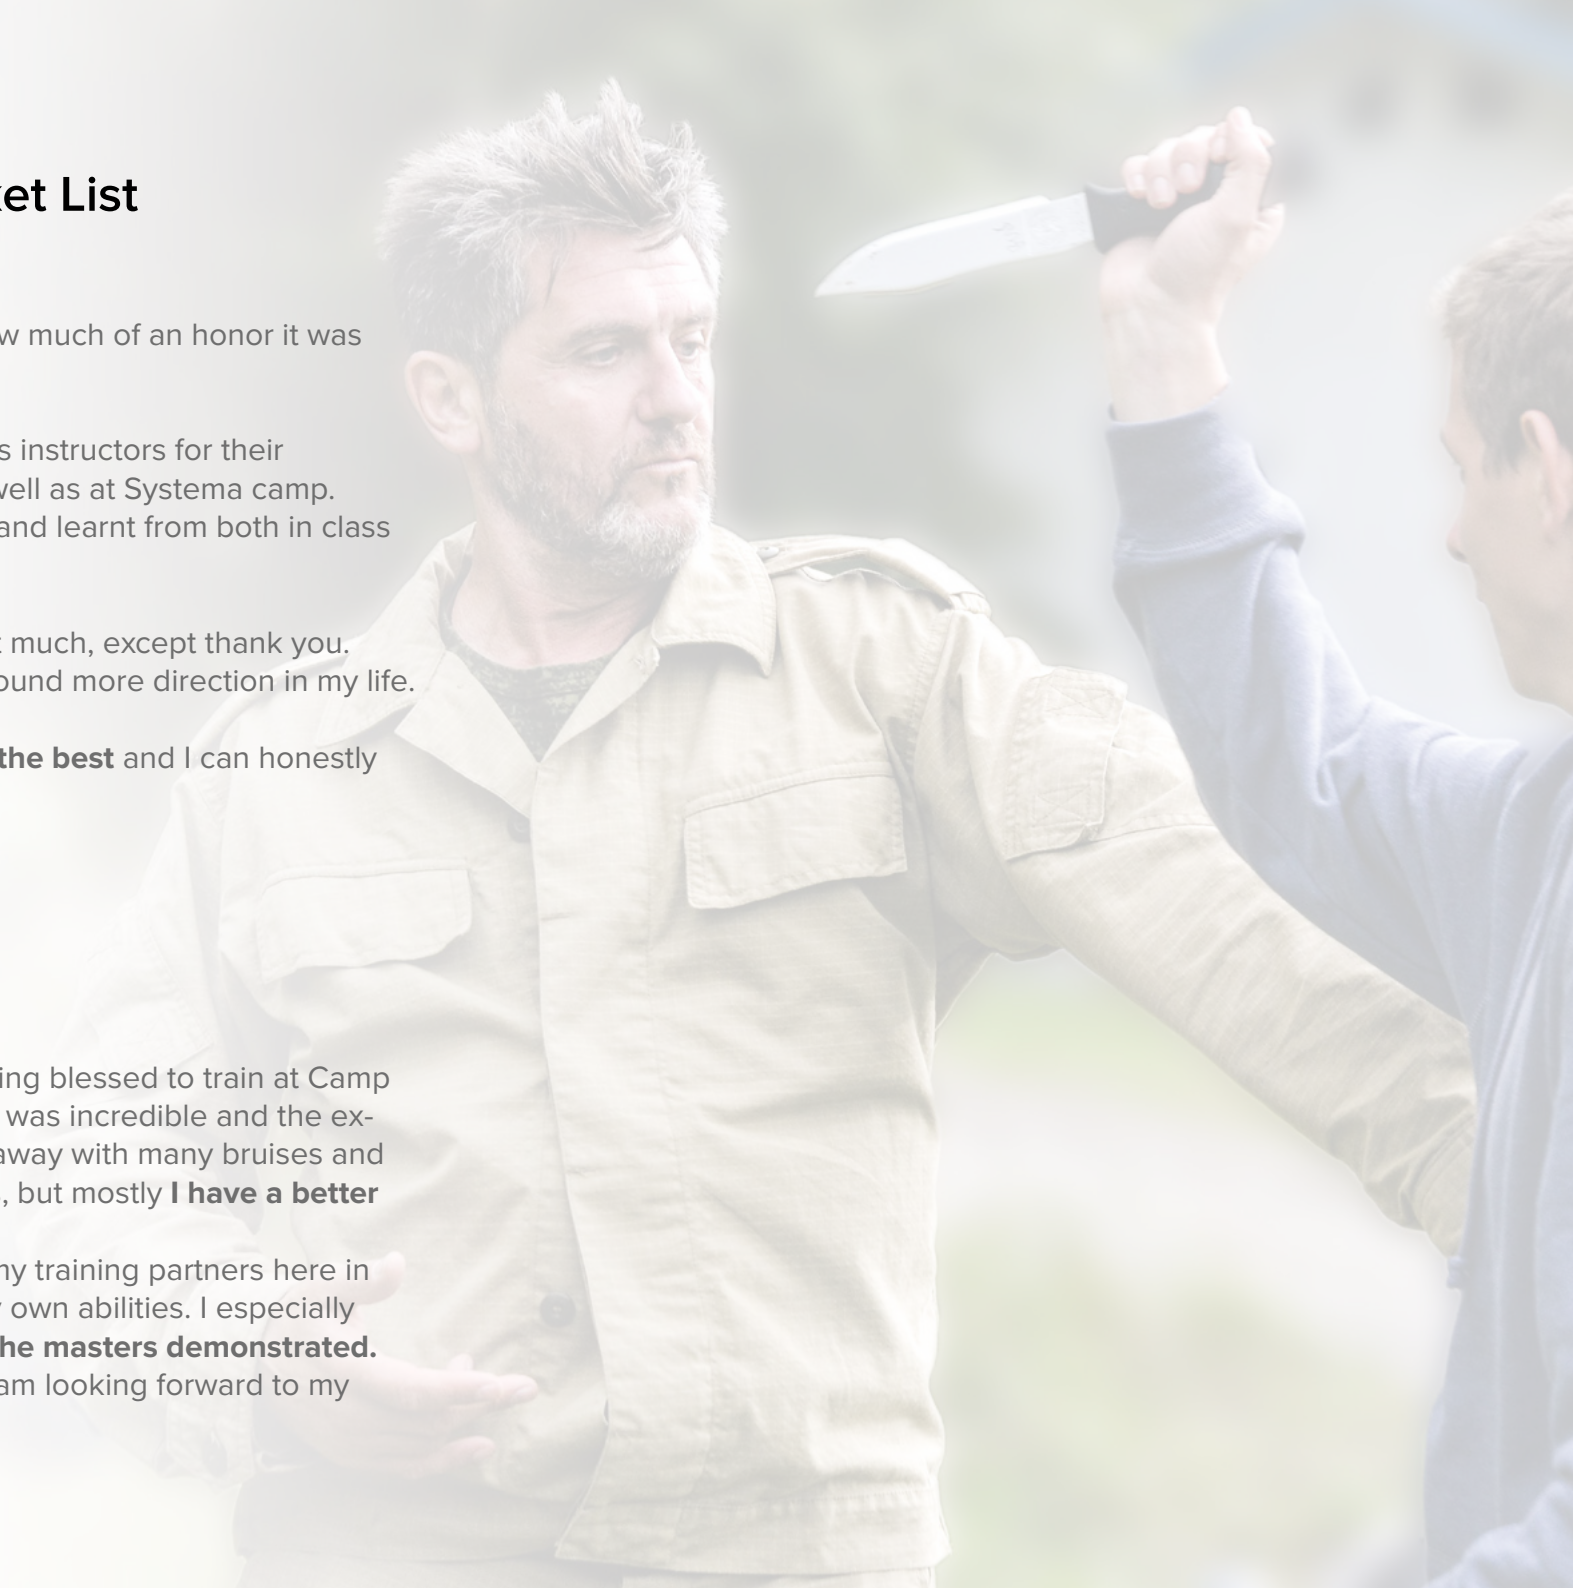 et List
w much of an honor it was
s instructors for their
well as at Systema camp.
and learnt from both in class
t much, except thank you.
ound more direction in my life.
the best and I can honestly
ing blessed to train at Camp
was incredible and the ex-
away with many bruises and
, but mostly I have a better
ny training partners here in
own abilities. I especially
he masters demonstrated.
am looking forward to my